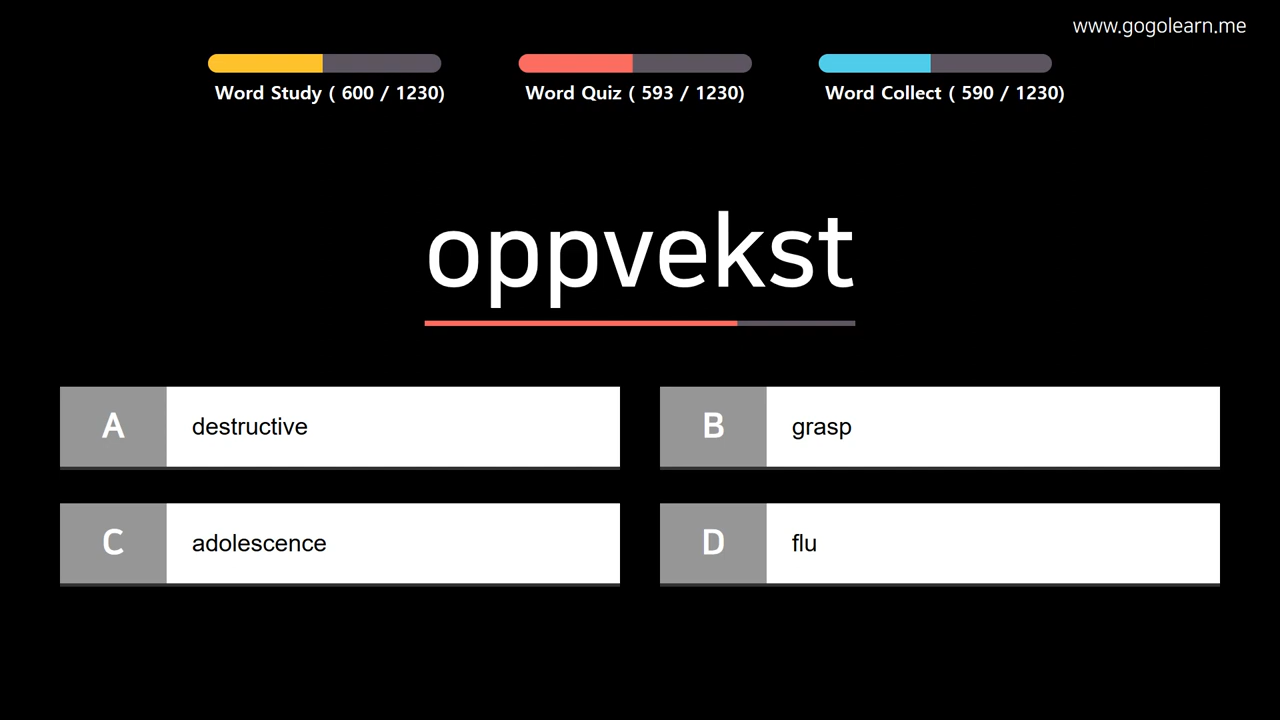 www.gogolearn.me
Word Study ( 600 / 1230)
Word Quiz ( 593 / 1230)
Word Collect ( 590 / 1230)
oppvekst
A destructive
B grasp
C adolescence
D flu